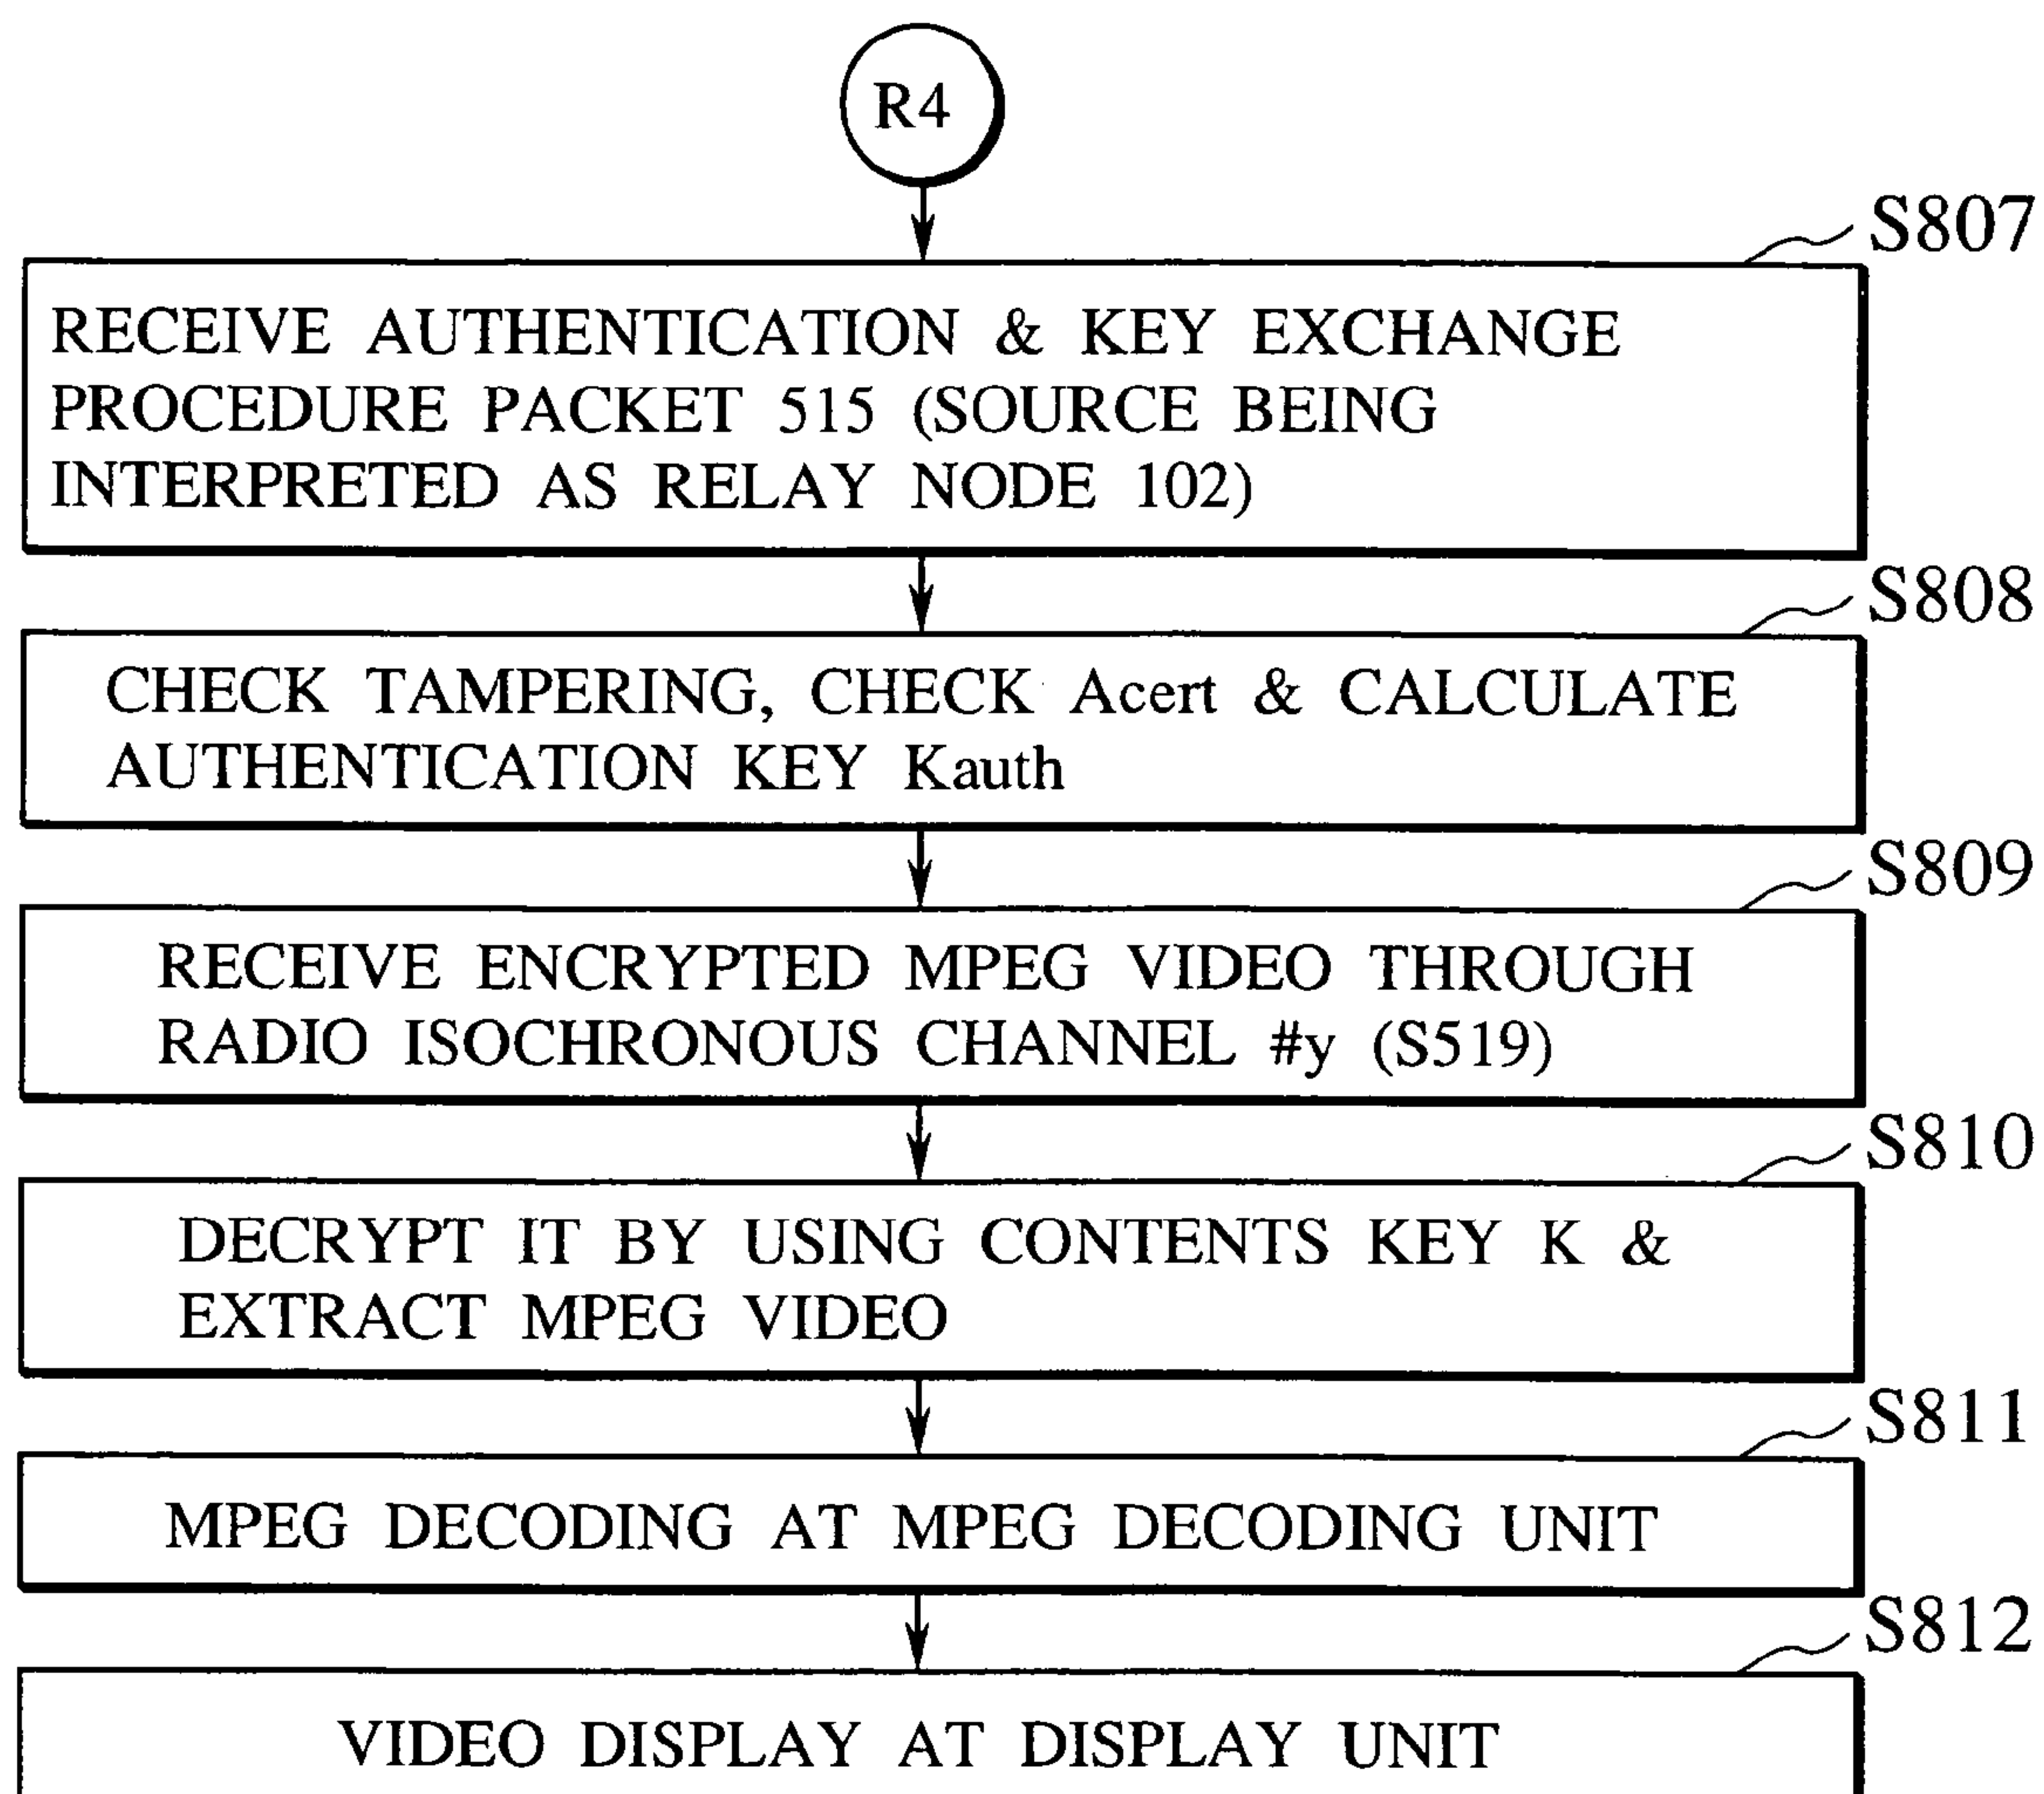 R4
S807
RECEIVE AUTHENTICATION & KEY EXCHANGE
PROCEDURE PACKET 515 (SOURCE BEING
INTERPRETED AS RELAY NODE 102)
S808
CHECK TAMPERING, CHECK Acert & CALCULATE
AUTHENTICATION KEY Kauth
S809
RECEIVE ENCRYPTED MPEG VIDEO THROUGH
RADIO ISOCHRONOUS CHANNEL #y (S519)
S810
DECRYPT IT BY USING CONTENTS KEY K &
EXTRACT MPEG VIDEO
S811
MPEG DECODING AT MPEG DECODING UNIT
S812
VIDEO DISPLAY AT DISPLAY UNIT